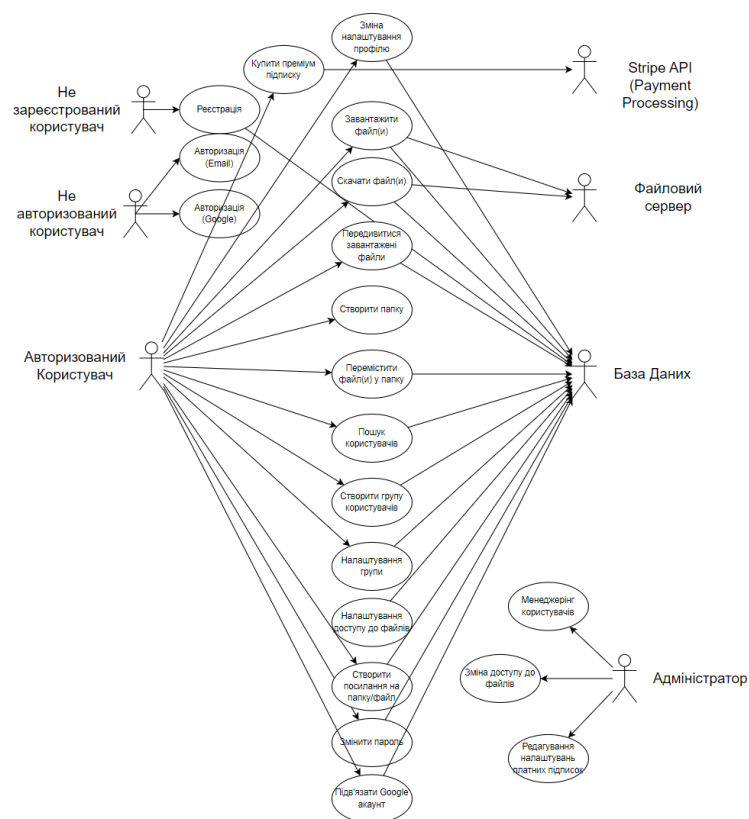 Зміна
налаштування
профілю
Купити преміум
підписку
Stripe API
(Payment
Processing)
Не
зареєстрований
користувач
Реєстрація
Завантажити
файл(и)
Авторизація
(Email)
Скачати файл(и)
Файловий
сервер
Не
авторизований
користувач
Авторизація
(Google)
Передивитися
завантажені
файли
Створити папку
Авторизований
Користувач
Перемістити
файл(и) у папку
База Даних
Пошук
користувачів
Створити групу
користувачів
Налаштування
групи
Менеджерінг
користувачів
Налаштування
доступу до файлів
Зміна доступу до
файлів
Адміністратор
Створити
посилання на
папку/файл
Змінити пароль
Редагування
налаштувань
платних підписок
Підв'язати Google
акаунт